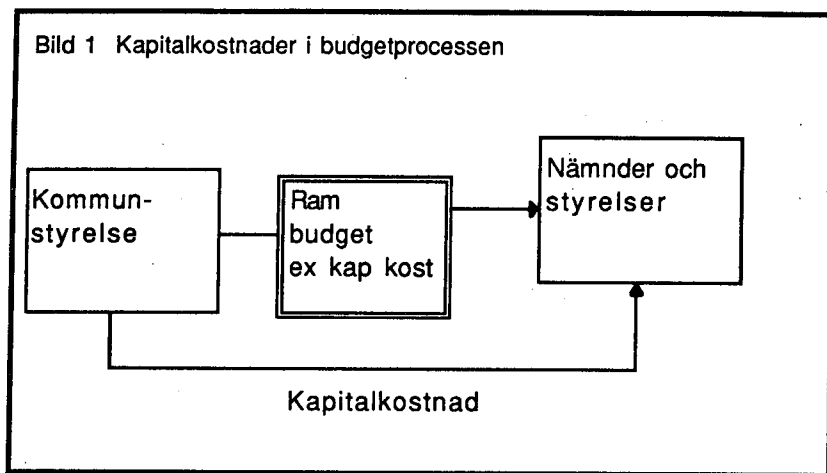 Bild 1 Kapitalkostnader i budgetprocessen
Kommun-
styrelse
Ram
budget
ex kap kost
Nämnder och
styrelser
Kapitalkostnad